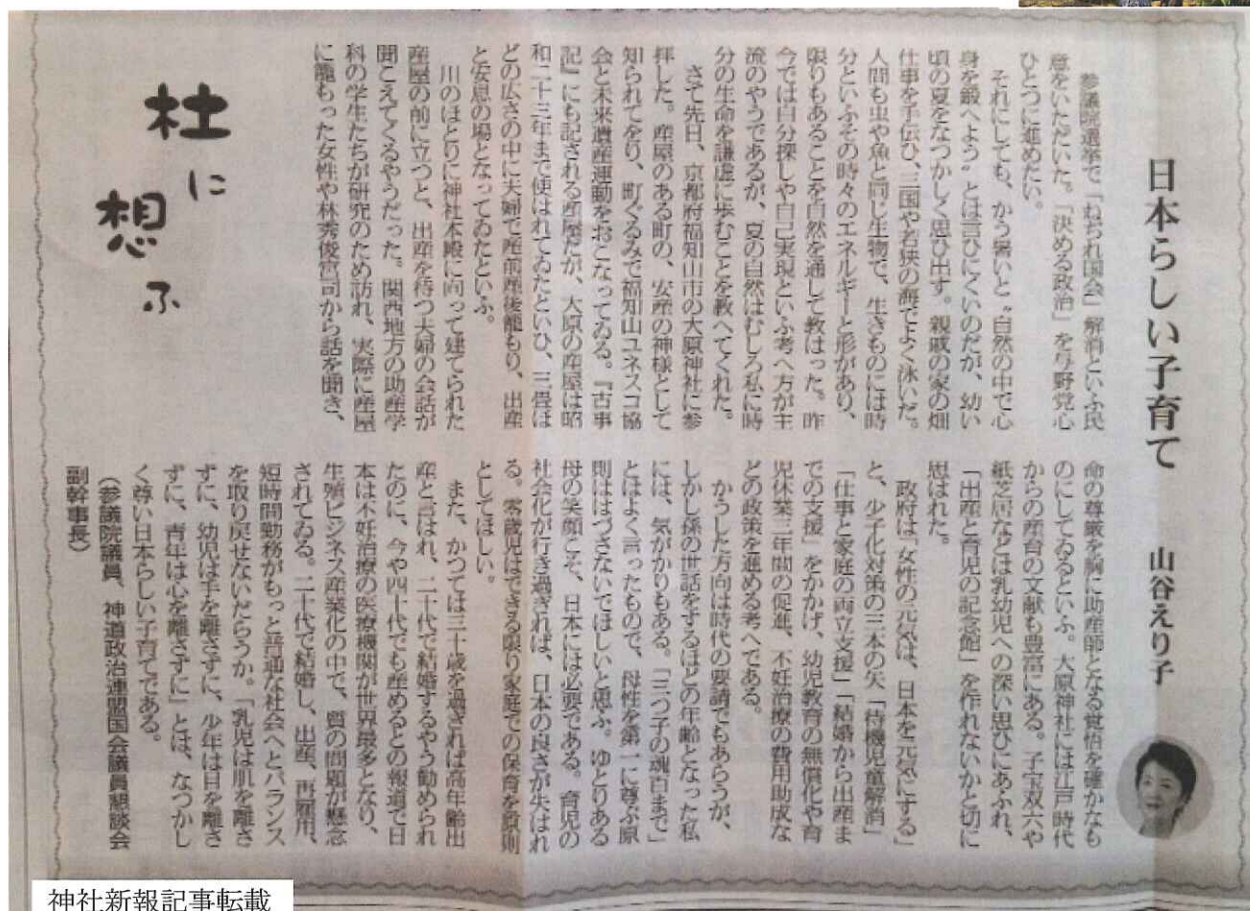 日本らしい子育て
山谷えり子
参議院選挙で「ねぢれ国会」解消といふ民
意をいただいた。「決める政治」を与野党心
ひとつに進めたい。
それにしても、かう暑いと〝自然の中で心
身を鍛へよう〟とは言ひにくいのだが、幼い
頃の夏をなつかしく思ひ出す。親戚の家の畑
仕事を手伝ひ、三国や若狭の海でよく泳いだ。
人間も虫や魚と同じ生物で、生きものには時
分といふその時々のエネルギーと形があり、
限りもあることを自然を通して教はった。昨
今では自分探しや自己実現といふ考へ方が主
流のやうであるが、夏の自然はむしろ私に時
分の生命を謙虚に歩むことを教へてくれた。
さて先日、京都府福知山市の大原神社に参
拝した。産屋のある町の、安産の神様として
知られてをり、町ぐるみで福知山ユネスコ協
会と未来遺産運動をおこなってゐる。『古事
記』にも記される産屋だが、大原の産屋は昭
和二十三年まで使はれてゐたといひ、三畳ほ
どの広さの中に夫婦で産前産後籠もり、出産
と安息の場となってゐたといふ。
川のほとりに神社本殿に向って建てられた
産屋の前に立つと、出産を待つ夫婦の会話が
聞こえてくるやうだった。関西地方の助産学
科の学生たちが研究のため訪れ、実際に産屋
に籠もった女性や林秀俊宮司から話を聞き、
命の尊厳を胸に助産師となる覚悟を確かなも
のにしてゐるといふ。大原神社には江戸時代
からの産育の文献も豊富にある。子宝双六や
紙芝居などは乳幼児への深い思ひにあふれ、
「出産と育児の記念館」を作れないかと切に
思はれた。
政府は「女性の元気は、日本を元気にする」
と、少子化対策の三本の矢「待機児童解消」
「仕事と家庭の両立支援」「結婚から出産ま
での支援」をかかげ、幼児教育の無償化や育
児休業三年間の促進、不妊治療の費用助成な
どの政策を進める考へである。
かうした方向は時代の要請でもあらうが、
しかし孫の世話をするほどの年齢となった私
には、気がかりもある。「三つ子の魂百まで」
とはよく言ったもので、母性を第一に尊ぶ原
則ははづさないでほしいと思ふ。ゆとりある
母の笑顔こそ、日本には必要である。育児の
社会化が行き過ぎれば、日本の良さが失はれ
る。零歳児はできる限り家庭での保育を原則
としてほしい。
また、かつては三十歳を過ぎれば高年齢出
産と言はれ、二十代で結婚するやう勧められ
たのに、今や四十代でも産めるとの報道で日
本は不妊治療の医療機関が世界最多となり、
生殖ビジネス産業化の中で、質の問題が懸念
されてゐる。二十代で結婚し、出産、再雇用、
短時間勤務がもっと普通な社会へとバランス
を取り戻せないだらうか。「乳児は肌を離さ
ずに、幼児は手を離さずに、少年は目を離さ
ずに、青年は心を離さずに」とは、なつかし
く尊い日本らしい子育てである。
（参議院議員、神道政治連盟国会議員懇談会
副幹事長）
杜に
想ふ
神社新報記事転載